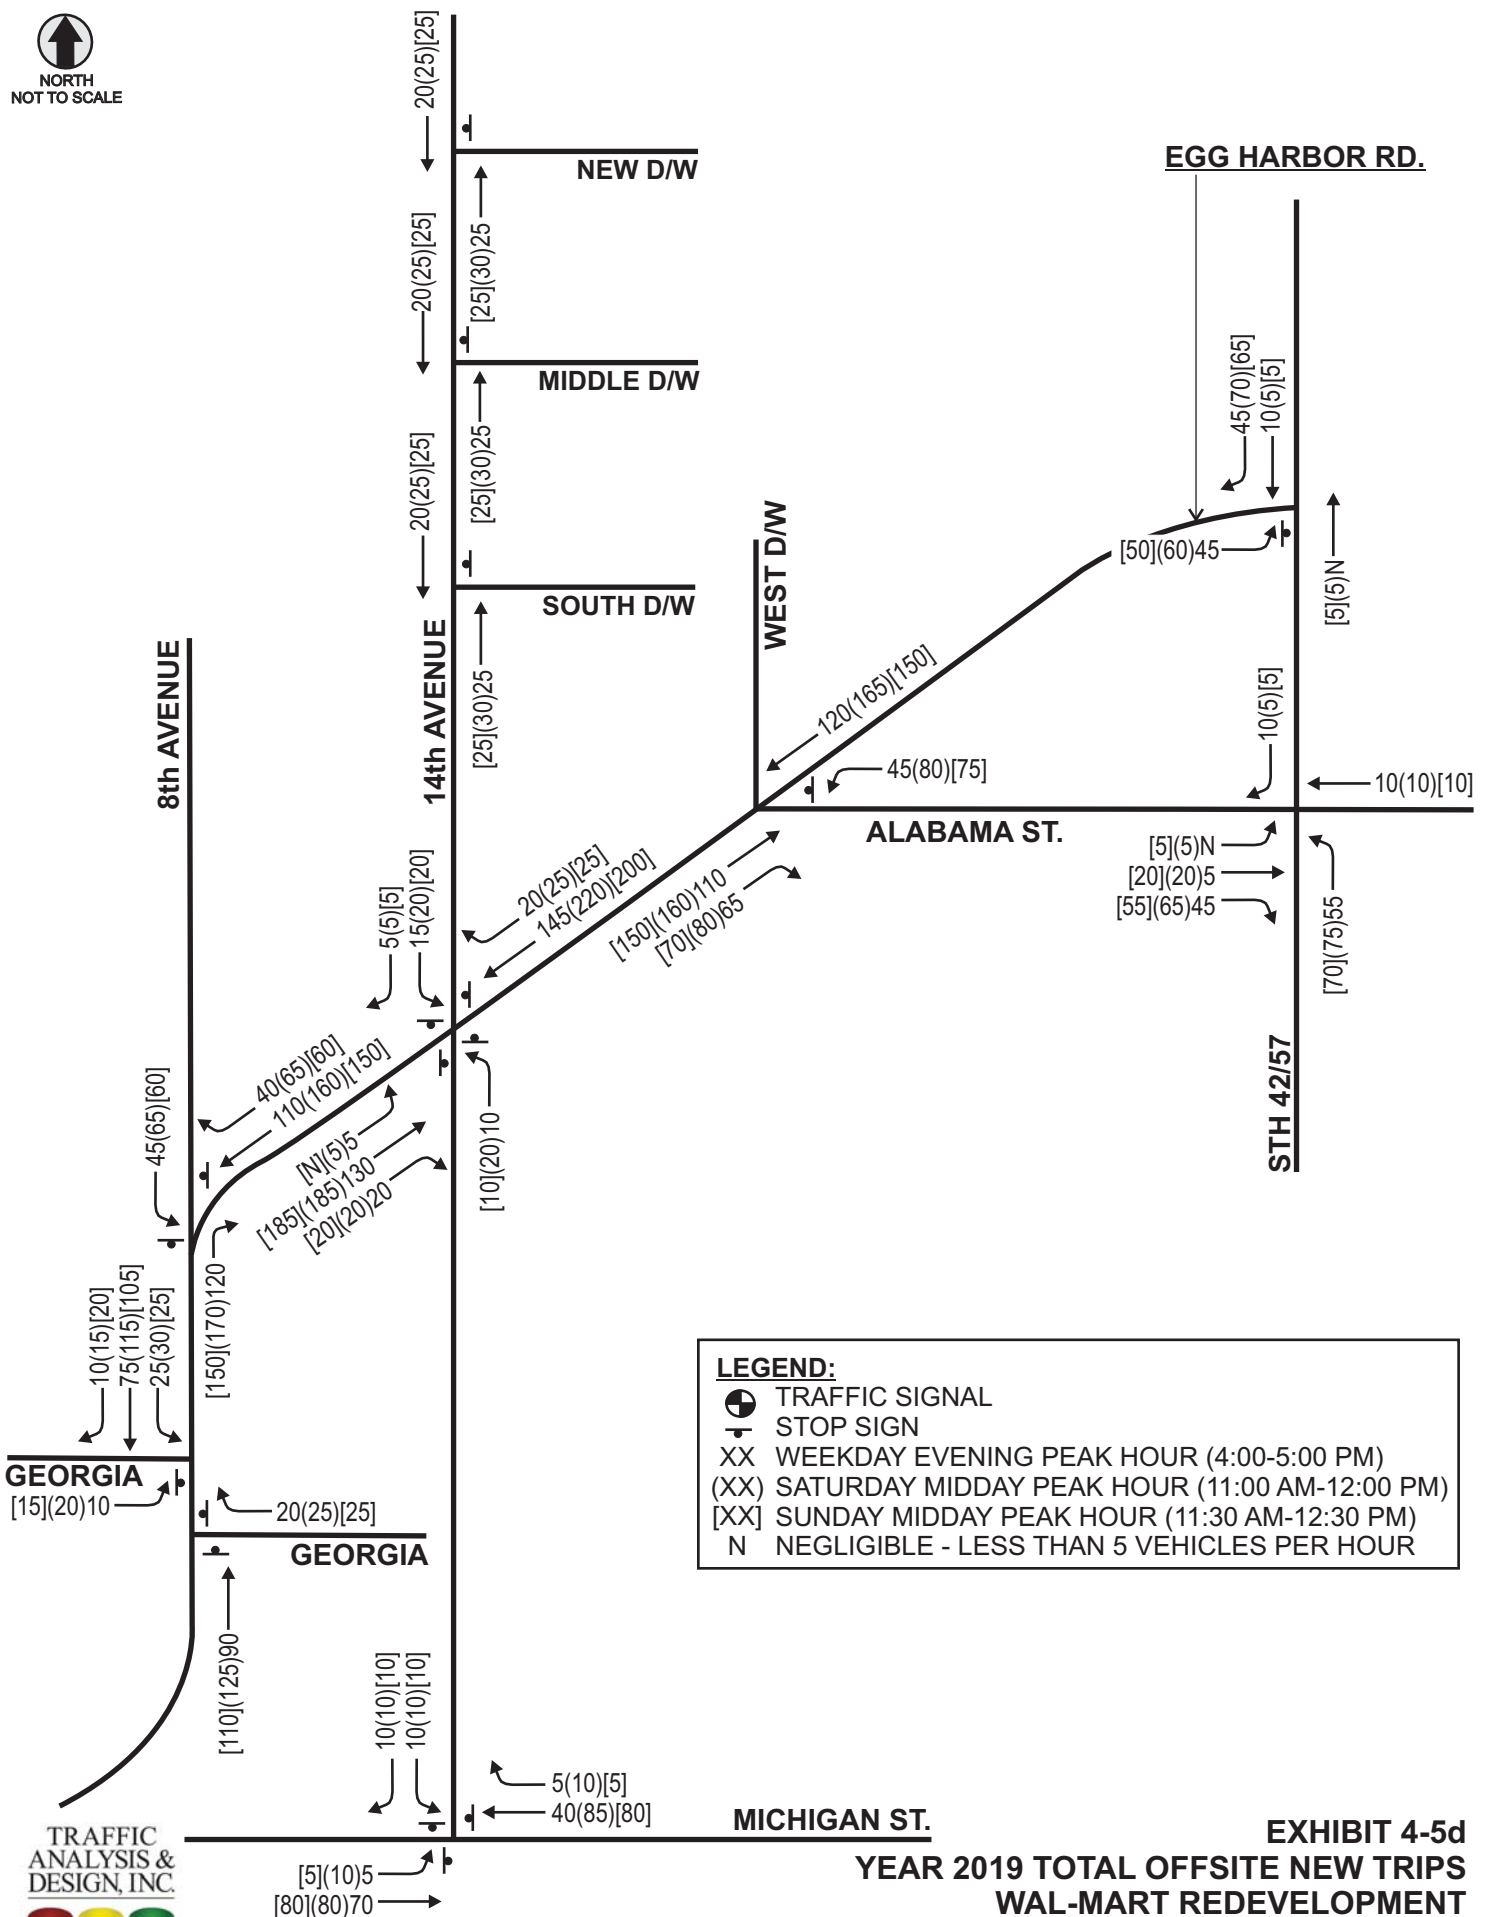 NORTH
NOT TO SCALE
20(25)[25]
NEW D/W
EGG HARBOR RD.
20(25)[25]
[25](30)25
MIDDLE D/W
45(70)[65]
10(5)[5]
20(25)[25]
[25](30)25
WEST D/W
[50](60)45
[5](5)N
SOUTH D/W
8th AVENUE
14th AVENUE
[25](30)25
120(165)[150]
10(5)[5]
45(80)[75]
10(10)[10]
ALABAMA ST.
5(5)[5]
15(20)[20]
20(25)[25]
145(220)[200]
[150](160)110
[70](80)65
[5](5)N
[20](20)5
[55](65)45
[70](75)55
STH 42/57
40(65)[60]
110(160)[150]
45(65)[60]
[N](5)5
[185](185)130
[20](20)20
[10](20)10
10(15)[20]
75(115)[105]
25(30)[25]
[150](170)120
GEORGIA
[15](20)10
20(25)[25]
GEORGIA
[110](125)90
LEGEND:
TRAFFIC SIGNAL
STOP SIGN
XX WEEKDAY EVENING PEAK HOUR (4:00-5:00 PM)
(XX) SATURDAY MIDDAY PEAK HOUR (11:00 AM-12:00 PM)
[XX] SUNDAY MIDDAY PEAK HOUR (11:30 AM-12:30 PM)
N NEGLIGIBLE - LESS THAN 5 VEHICLES PER HOUR
10(10)[10]
10(10)[10]
5(10)[5]
40(85)[80]
MICHIGAN ST.
[5](10)5
[80](80)70
TRAFFIC
ANALYSIS &
DESIGN, INC.
EXHIBIT 4-5d
YEAR 2019 TOTAL OFFSITE NEW TRIPS
WAL-MART REDEVELOPMENT